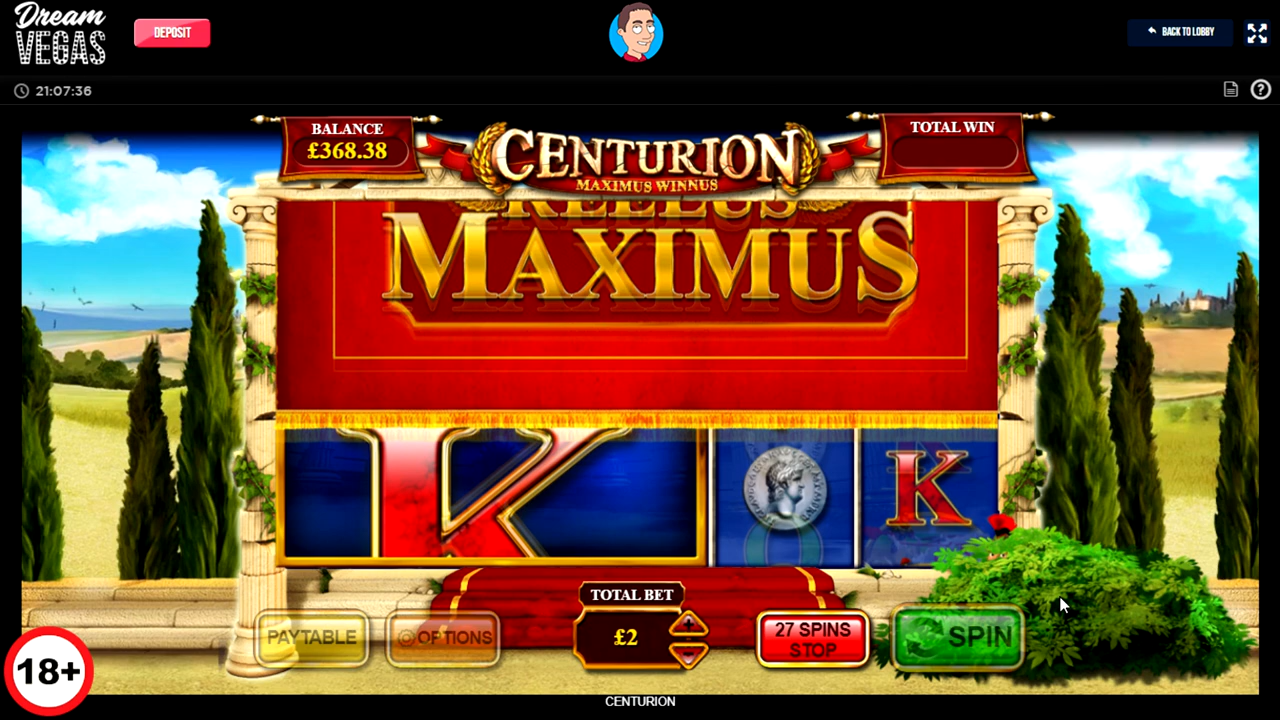 Dream
VEGAS
DEPOSIT
BACK TO LOBBY
21:07:36
BALANCE
£368.38
CENTURION
MAXIMUS WINNUS
TOTAL WIN
REELUS
MAXIMUS
K
K
TOTAL BET
£2
PAYTABLE
OPTIONS
27 SPINS
STOP
SPIN
18+
CENTURION